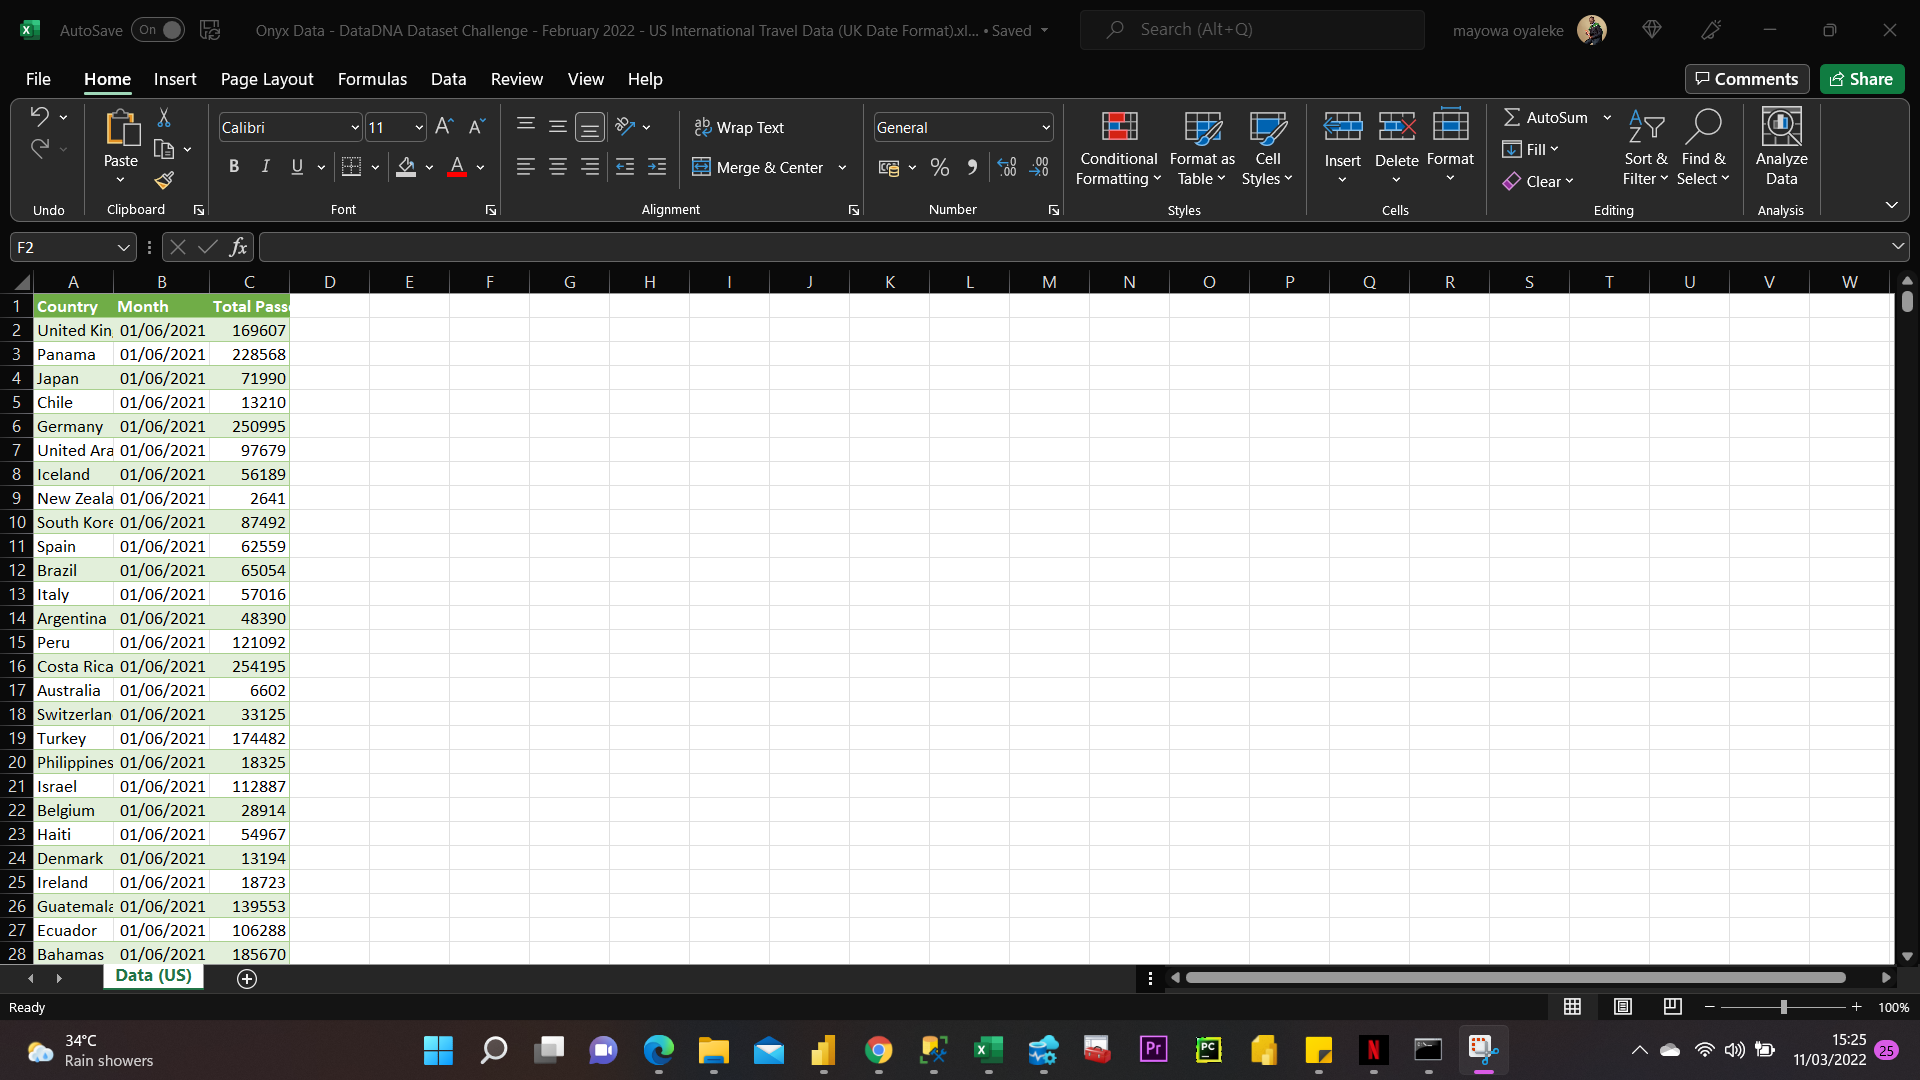 AutoSave On Onyx Data - DataDNA Dataset Challenge - February 2022 - US International Travel Data (UK Date Format).xl... • Saved Search (Alt+Q) mayowa oyaleke
File Home Insert Page Layout Formulas Data Review View Help Comments Share
Calibri 11 Wrap Text General AutoSum
Paste B I U A Merge & Center % Conditional Formatting Format as Table Cell Styles Insert Delete Format Fill Clear Sort & Filter Find & Select Analyze Data
Undo Clipboard Font Alignment Number Styles Cells Editing Analysis
F2 fx
A B C D E F G H I J K L M N O P Q R S T U V W
1 Country Month Total Pass
2 United Kin 01/06/2021 169607
3 Panama 01/06/2021 228568
4 Japan 01/06/2021 71990
5 Chile 01/06/2021 13210
6 Germany 01/06/2021 250995
7 United Ara 01/06/2021 97679
8 Iceland 01/06/2021 56189
9 New Zeala 01/06/2021 2641
10 South Kore 01/06/2021 87492
11 Spain 01/06/2021 62559
12 Brazil 01/06/2021 65054
13 Italy 01/06/2021 57016
14 Argentina 01/06/2021 48390
15 Peru 01/06/2021 121092
16 Costa Rica 01/06/2021 254195
17 Australia 01/06/2021 6602
18 Switzerlan 01/06/2021 33125
19 Turkey 01/06/2021 174482
20 Philippines 01/06/2021 18325
21 Israel 01/06/2021 112887
22 Belgium 01/06/2021 28914
23 Haiti 01/06/2021 54967
24 Denmark 01/06/2021 13194
25 Ireland 01/06/2021 18723
26 Guatemala 01/06/2021 139553
27 Ecuador 01/06/2021 106288
28 Bahamas 01/06/2021 185670
Data (US)
Ready 100%
34°C 15:25
Rain showers Pr PC N 11/03/2022 25